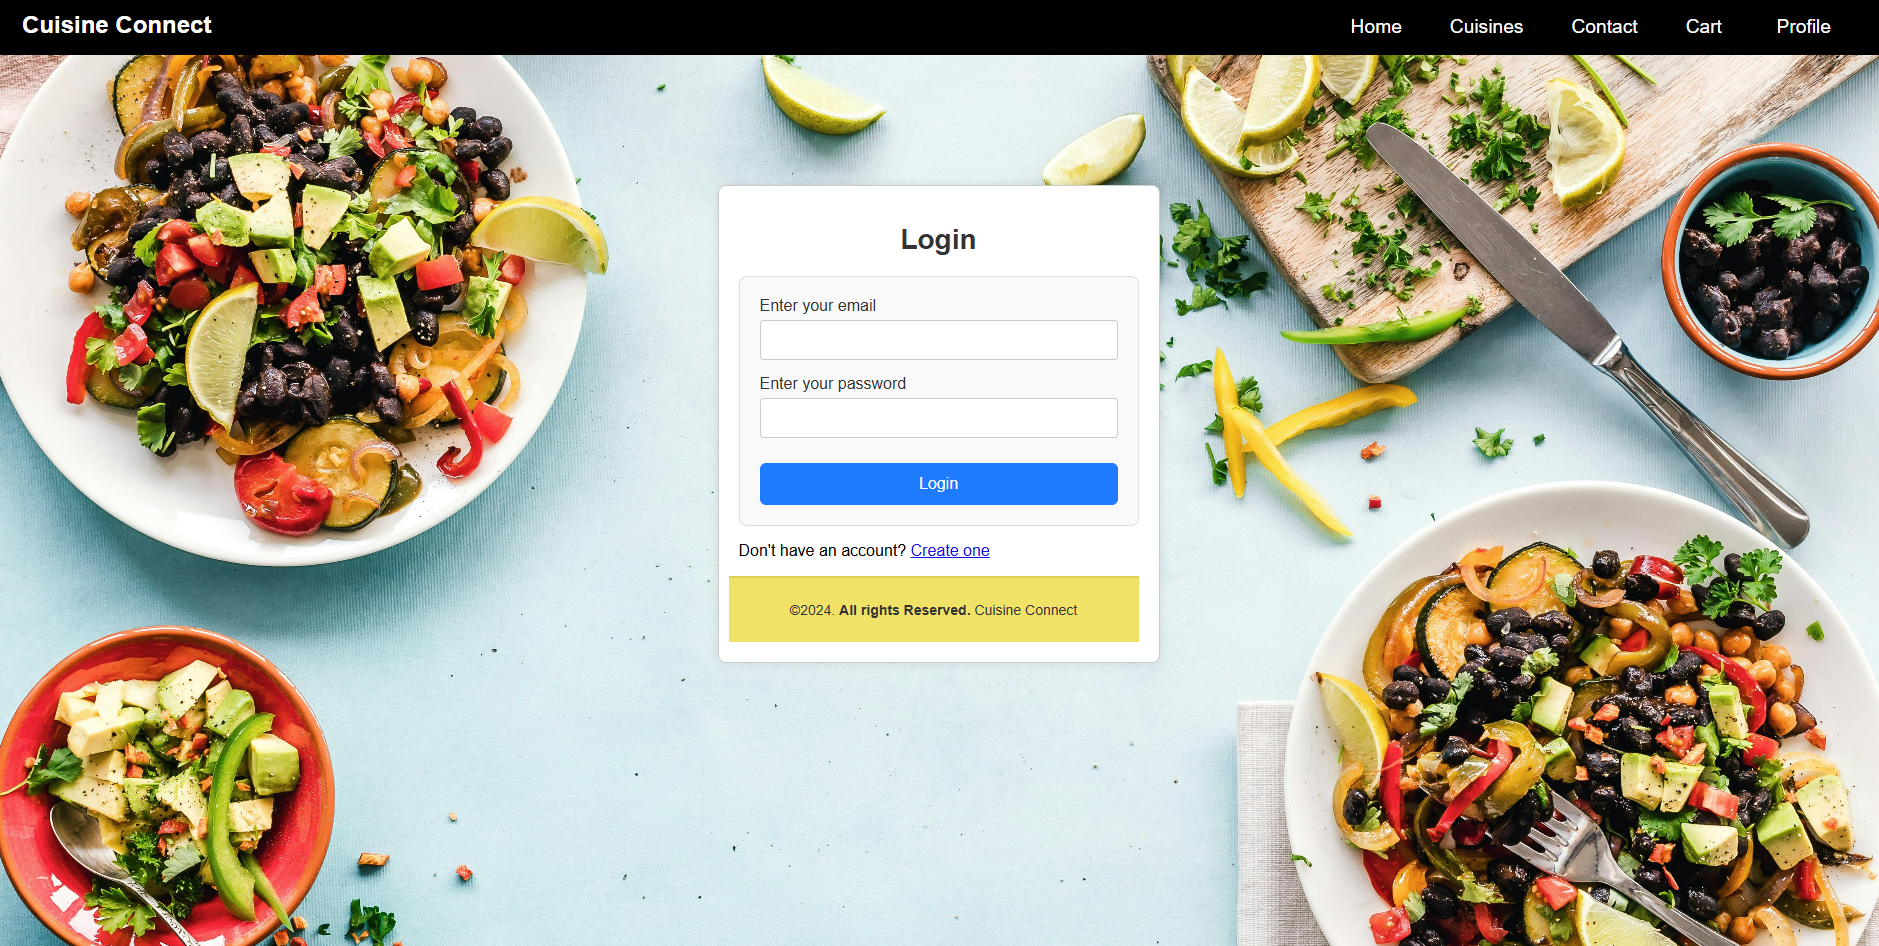 Cuisine Connect
Home Cuisines Contact Cart Profile
Login
Enter your email
Enter your password
Login
Don't have an account? Create one
©2024. All rights Reserved. Cuisine Connect